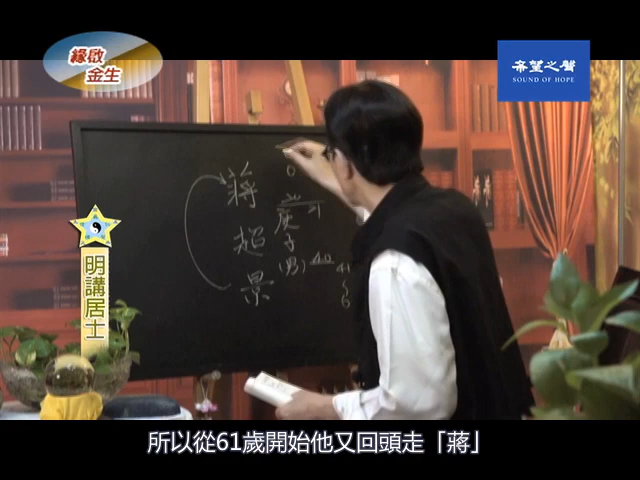 緣啟
金生
希望之聲
SOUND OF HOPE
明講居士
蔣超景
庚子
(男)
所以從61歲開始他又回頭走「蔣」